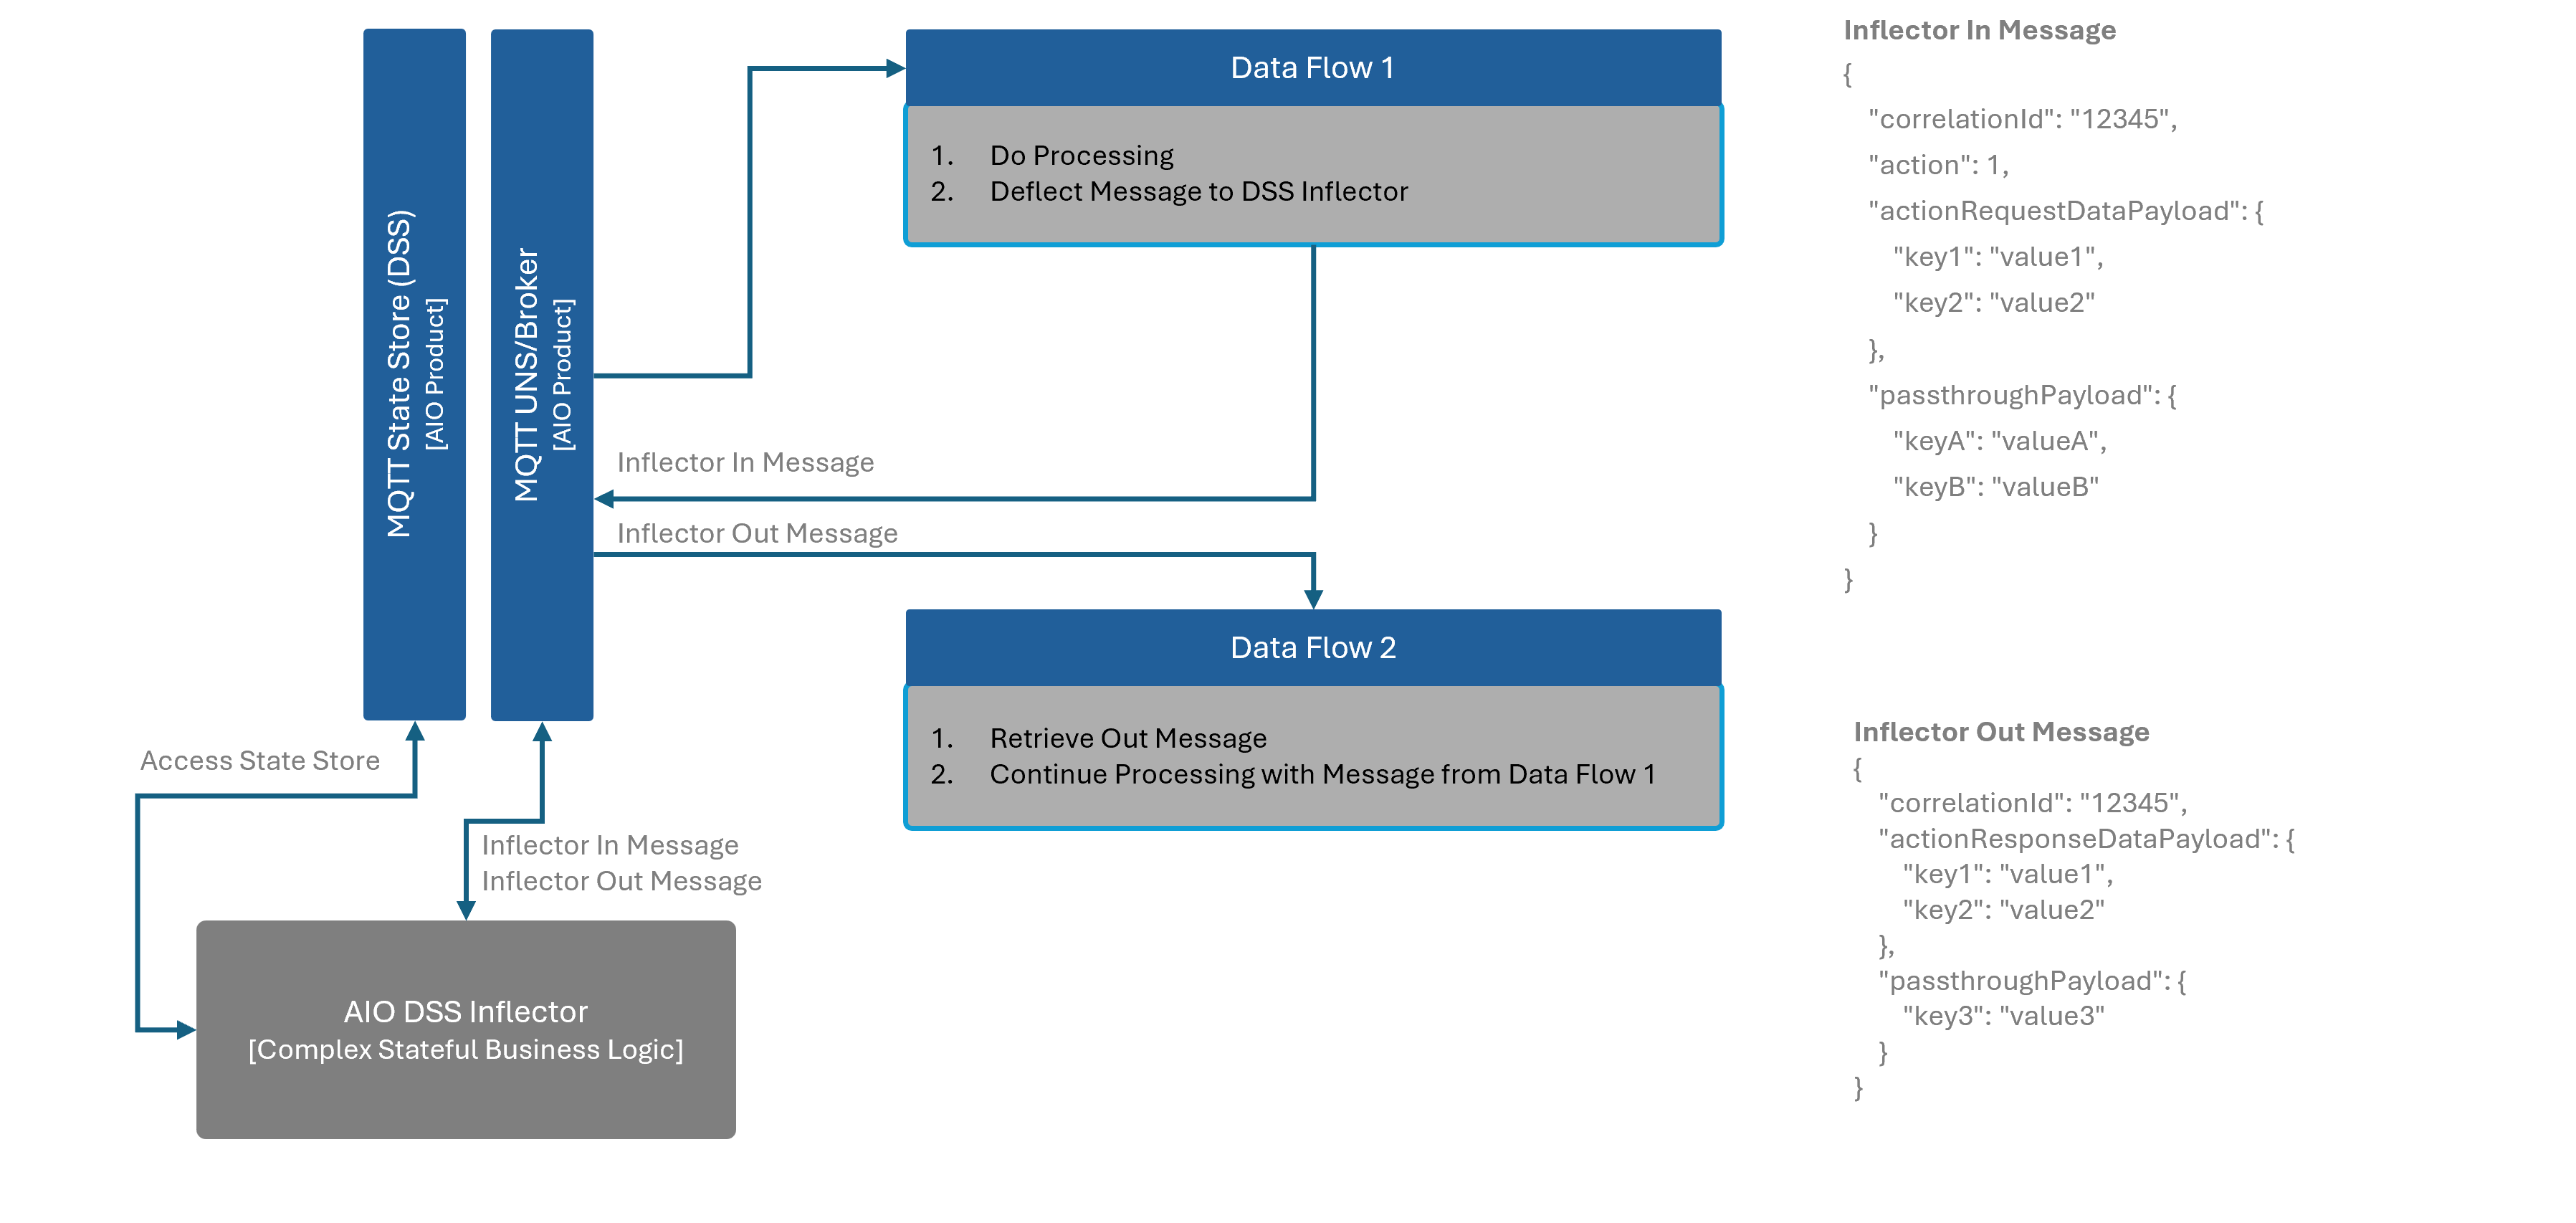 MQTT State Store (DSS)
[AIO Product]
MQTT UNS/Broker
[AIO Product]
Data Flow 1
1. Do Processing
2. Deflect Message to DSS Inflector
Inflector In Message
Inflector Out Message
Data Flow 2
1. Retrieve Out Message
2. Continue Processing with Message from Data Flow 1
Access State Store
Inflector In Message
Inflector Out Message
AIO DSS Inflector
[Complex Stateful Business Logic]
Inflector In Message
{
"correlationId": "12345",
"action": 1,
"actionRequestDataPayload": {
"key1": "value1",
"key2": "value2"
},
"passthroughPayload": {
"keyA": "valueA",
"keyB": "valueB"
}
}
Inflector Out Message
{
"correlationId": "12345",
"actionResponseDataPayload": {
"key1": "value1",
"key2": "value2"
},
"passthroughPayload": {
"key3": "value3"
}
}